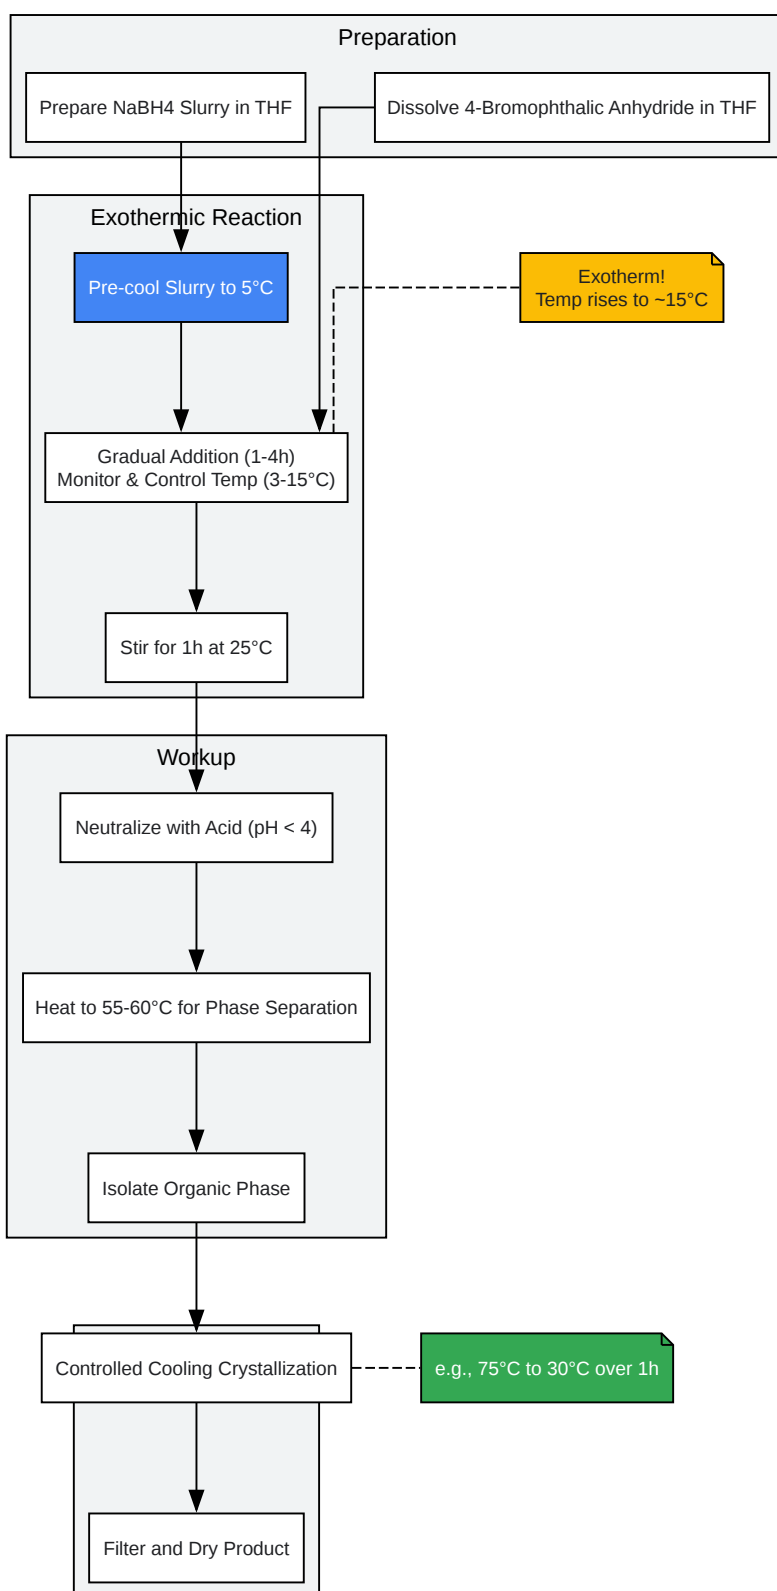 Preparation
Prepare NaBH4 Slurry in THF
Dissolve 4-Bromophthalic Anhydride in THF
Exothermic Reaction
Pre-cool Slurry to 5°C
Exotherm!
Temp rises to ~15°C
Gradual Addition (1-4h)
Monitor & Control Temp (3-15°C)
Stir for 1h at 25°C
Workup
Neutralize with Acid (pH < 4)
Heat to 55-60°C for Phase Separation
Isolate Organic Phase
Controlled Cooling Crystallization
e.g., 75°C to 30°C over 1h
Filter and Dry Product